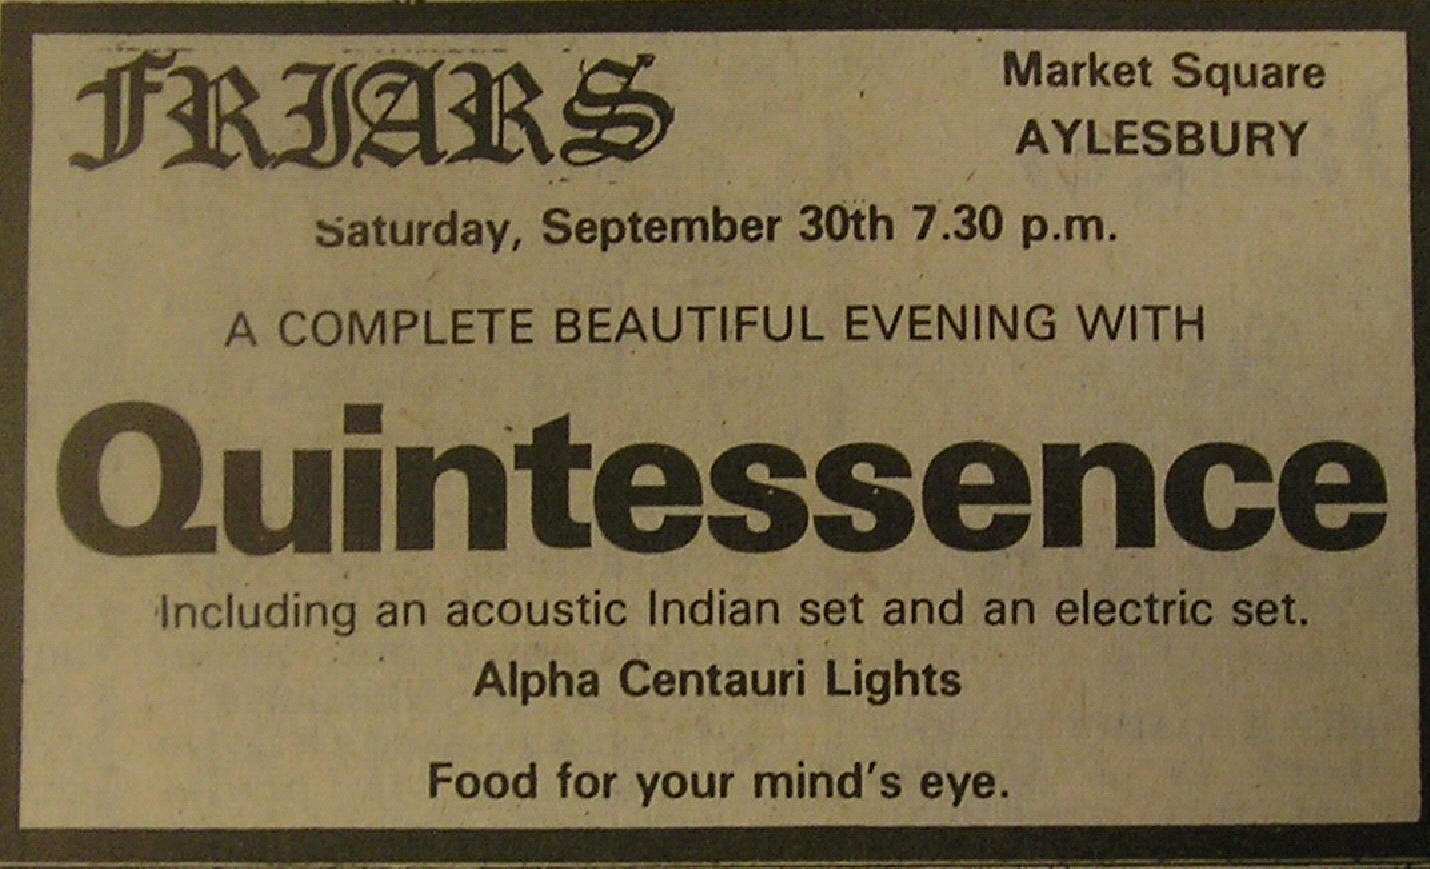 FRIARS
Market Square
AYLESBURY
Saturday, September 30th 7.30 p.m.
A COMPLETE BEAUTIFUL EVENING WITH
Quintessence
Including an acoustic Indian set and an electric set.
Alpha Centauri Lights
Food for your mind's eye.